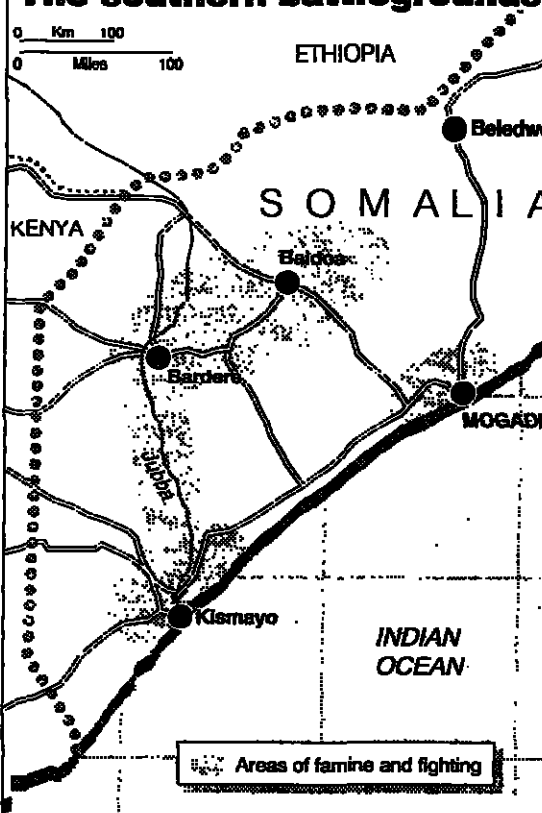 The southern battlegrounds
0 Km 100
0 Miles 100
ETHIOPIA
Beledw
SOMALIA
KENYA
Baidoa
Bardere
MOGADI
Jubba
Kismayo
INDIAN
OCEAN
Areas of famine and fighting